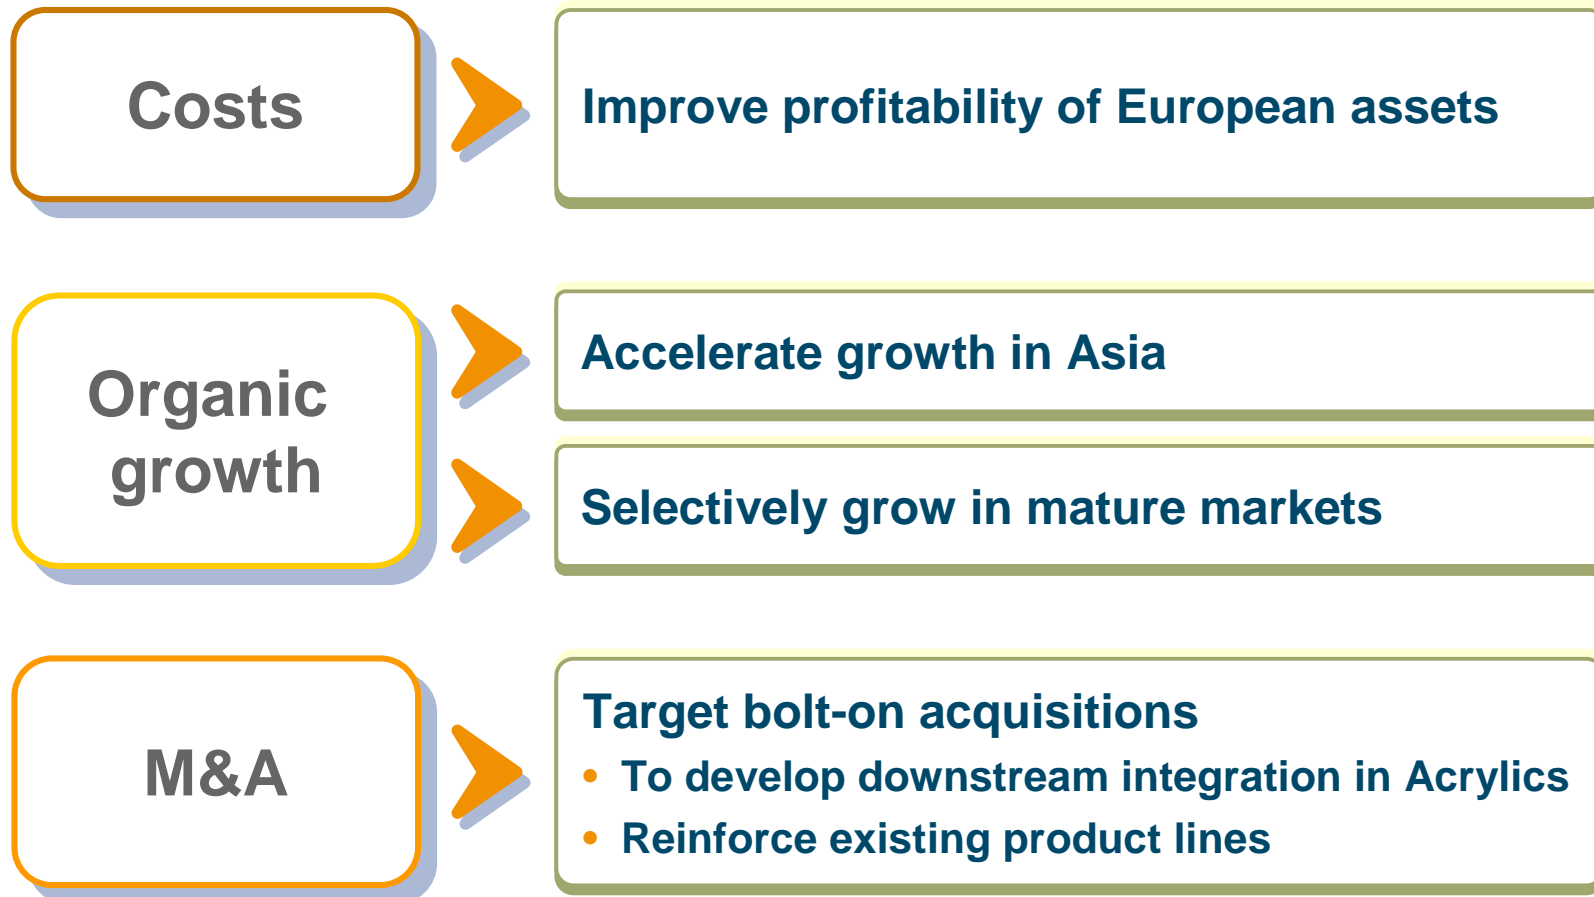 Costs
Improve profitability of European assets
Organic
growth
Accelerate growth in Asia
Selectively grow in mature markets
M&A
Target bolt-on acquisitions
• To develop downstream integration in Acrylics
• Reinforce existing product lines